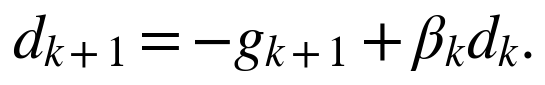 d_{k+1} = −g_{k+1} + β_k d_k.